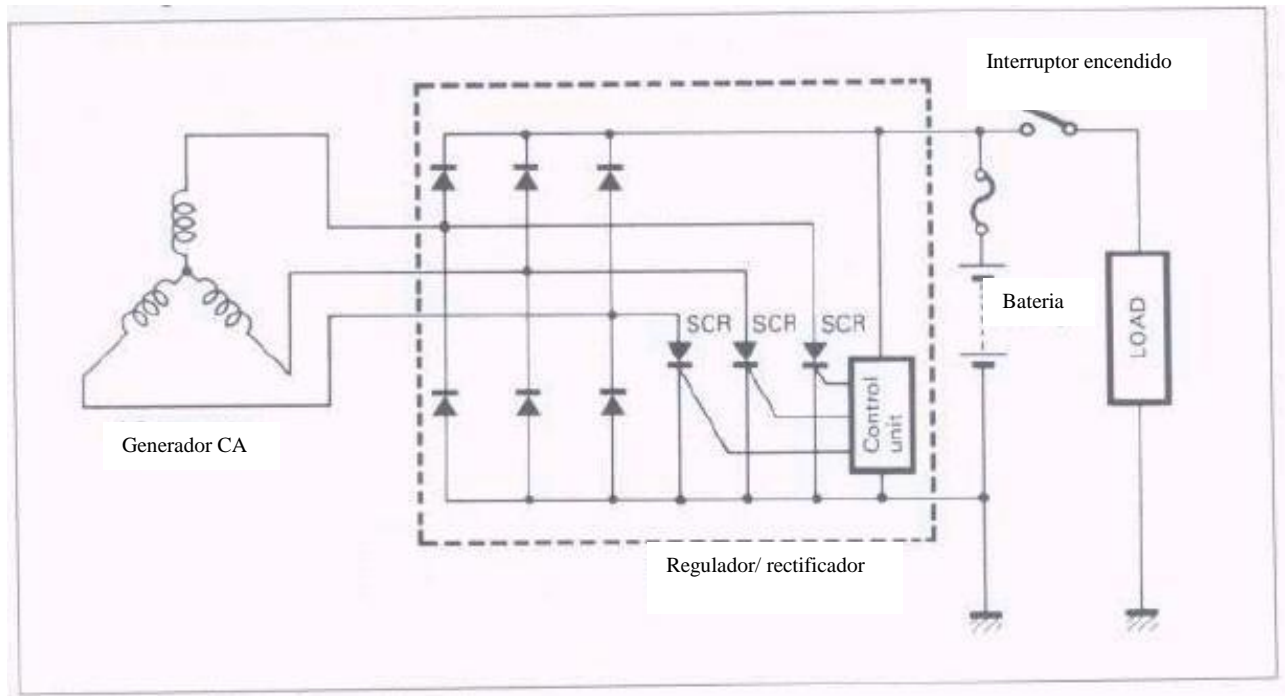 Interruptor encendido
SCR SCR SCR
Bateria
LOAD
Control
unit
Generador CA
Regulador/ rectificador